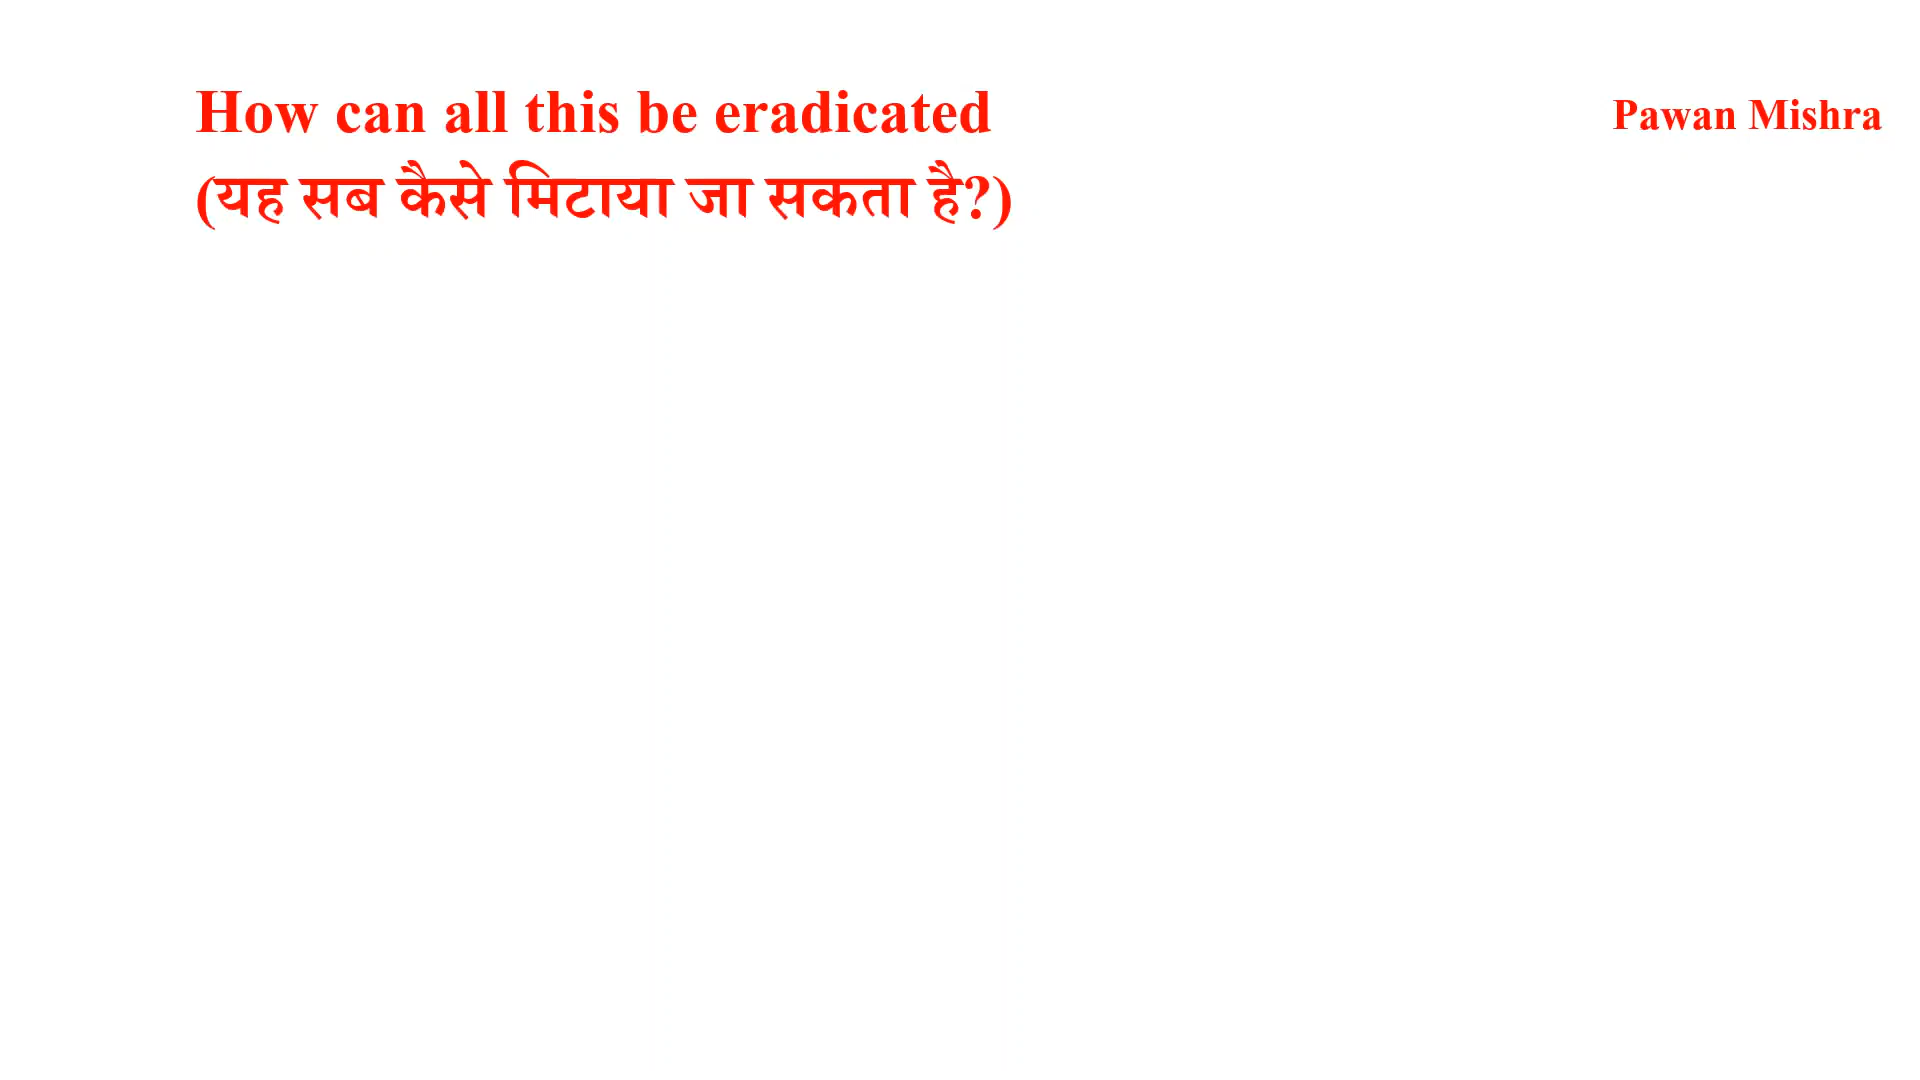 How can all this be eradicated
Pawan Mishra
(यह सब कैसे मिटाया जा सकता है?)